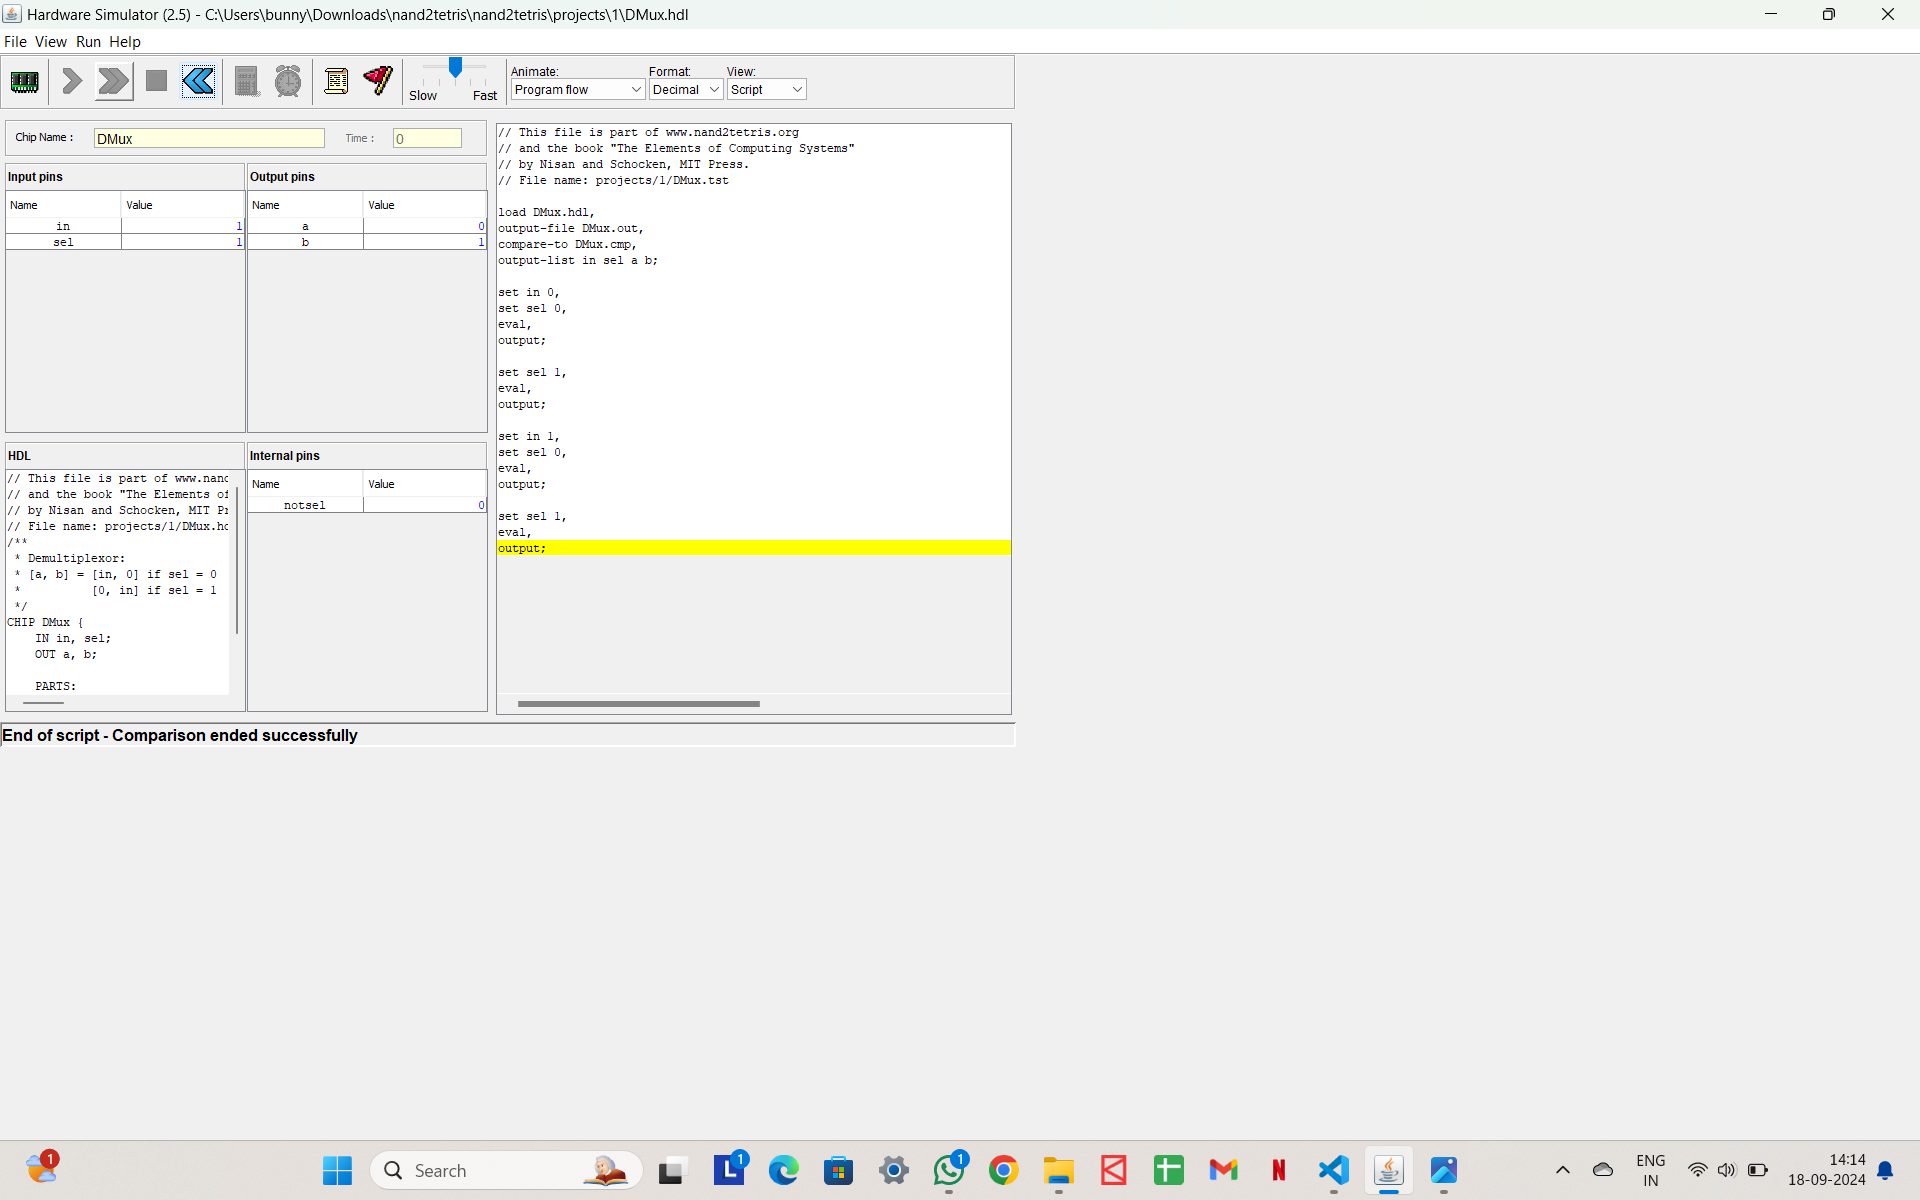 Hardware Simulator (2.5) - C:\Users\bunny\Downloads\nand2tetris\nand2tetris\projects\1\DMux.hdl
File View Run Help
Slow Fast
Animate: Format: View:
Program flow Decimal Script
Chip Name : DMux Time : 0
Input pins
Name Value
in 1
sel 1
Output pins
Name Value
a 0
b 1
HDL
// This file is part of www.nand
// and the book "The Elements of
// by Nisan and Schocken, MIT Pr
// File name: projects/1/DMux.hd
/**
* Demultiplexor:
* [a, b] = [in, 0] if sel = 0
* [0, in] if sel = 1
*/
CHIP DMux {
IN in, sel;
OUT a, b;
PARTS:
Internal pins
Name Value
notsel 0
// This file is part of www.nand2tetris.org
// and the book "The Elements of Computing Systems"
// by Nisan and Schocken, MIT Press.
// File name: projects/1/DMux.tst
load DMux.hdl,
output-file DMux.out,
compare-to DMux.cmp,
output-list in sel a b;
set in 0,
set sel 0,
eval,
output;
set sel 1,
eval,
output;
set in 1,
set sel 0,
eval,
output;
set sel 1,
eval,
output;
End of script - Comparison ended successfully
1
Search
1
1
ENG
IN
14:14
18-09-2024